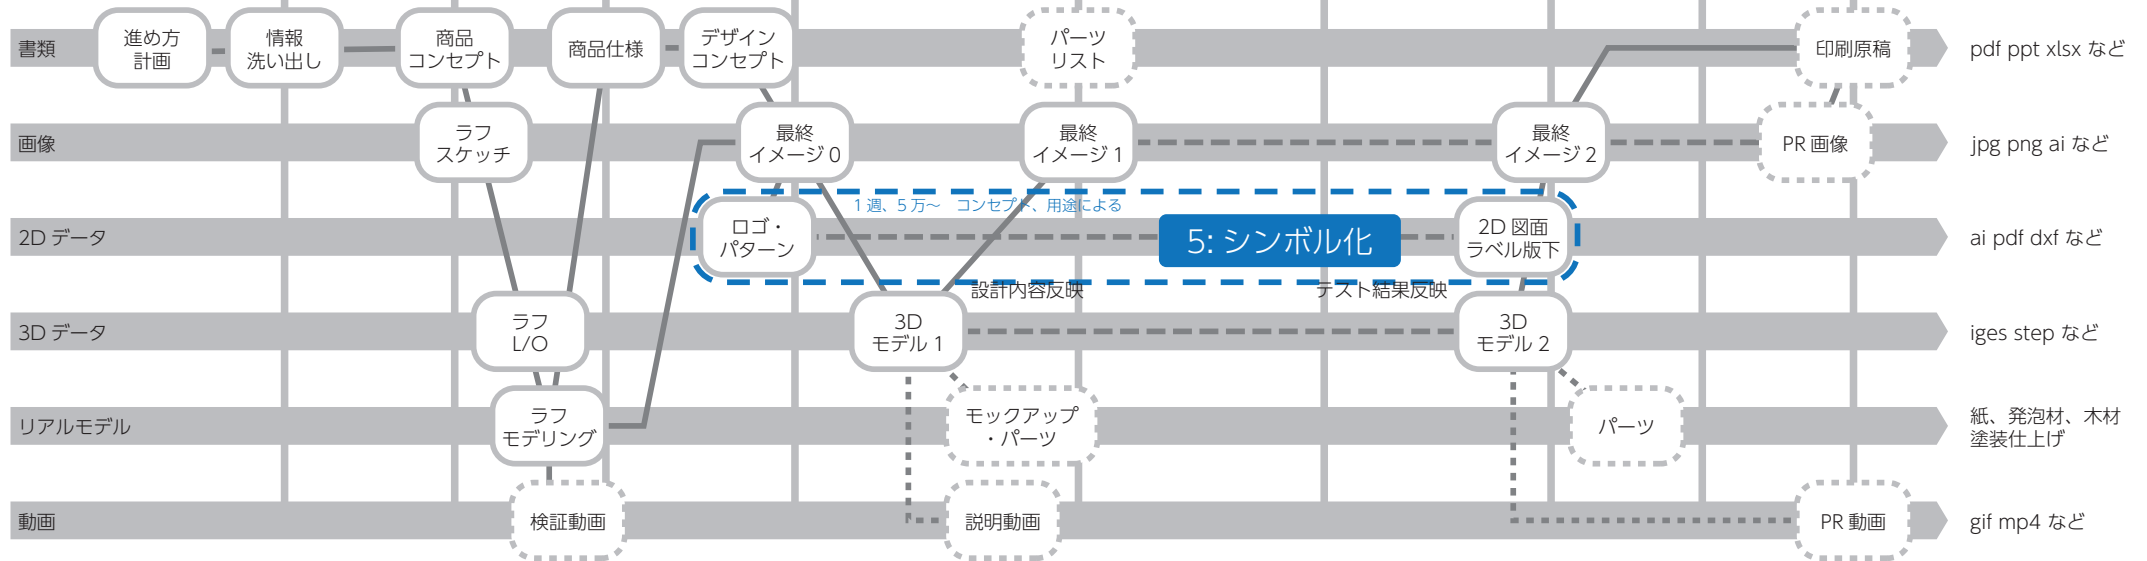 書類
進め方
計画
情報
洗い出し
商品
コンセプト
商品仕様
デザイン
コンセプト
パーツ
リスト
印刷原稿
pdf ppt xlsx など
画像
ラフ
スケッチ
最終
イメージ 0
最終
イメージ 1
最終
イメージ 2
PR 画像
jpg png ai など
1 週、5 万〜　コンセプト、用途による
2D データ
ロゴ・
パターン
5: シンボル化
2D 図面
ラベル版下
ai pdf dxf など
設計内容反映
テスト結果反映
3D データ
ラフ
L/O
3D
モデル 1
3D
モデル 2
iges step など
リアルモデル
ラフ
モデリング
モックアップ
・パーツ
パーツ
紙、発泡材、木材
塗装仕上げ
動画
検証動画
説明動画
PR 動画
gif mp4 など